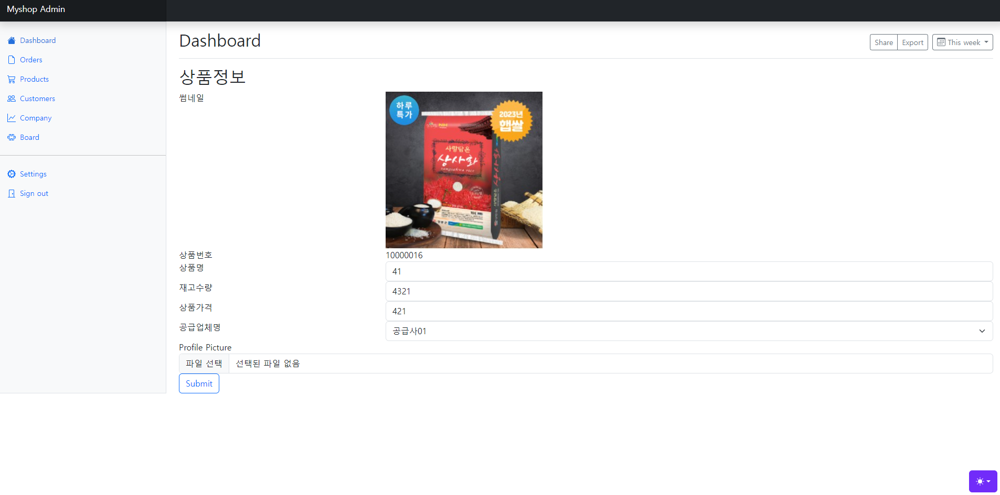 Myshop Admin
Dashboard
Orders
Products
Customers
Company
Board
Settings
Sign out
Dashboard
Share
Export
This week
상품정보
썸네일
하루
특가
2023년
햅쌀
사랑담은
상사화
sangsahwa rice
상품번호
10000016
상품명
41
재고수량
4321
상품가격
421
공급업체명
공급사01
Profile Picture
파일 선택
선택된 파일 없음
Submit